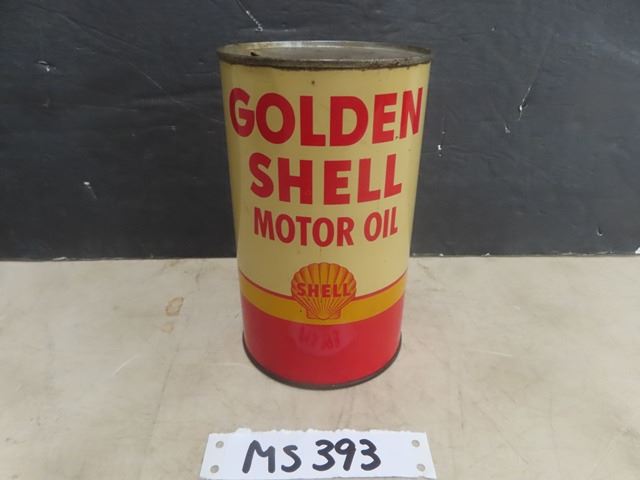 GOLDEN
SHELL
MOTOR OIL
SHELL
MS 393